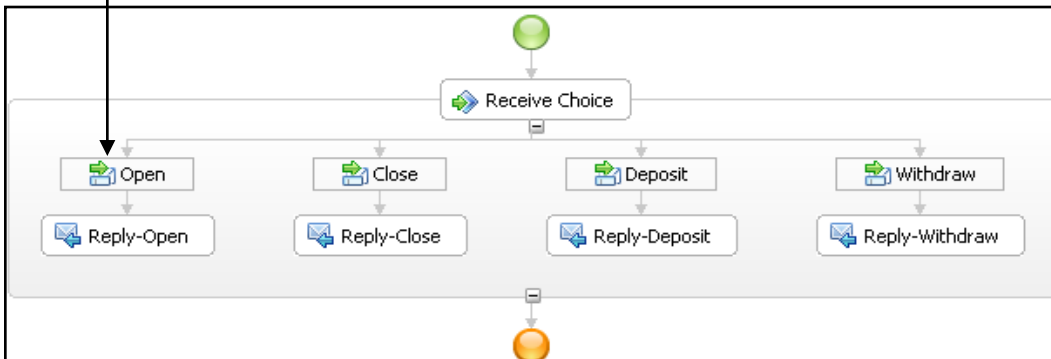 Receive Choice
Open
Close
Deposit
Withdraw
Reply-Open
Reply-Close
Reply-Deposit
Reply-Withdraw